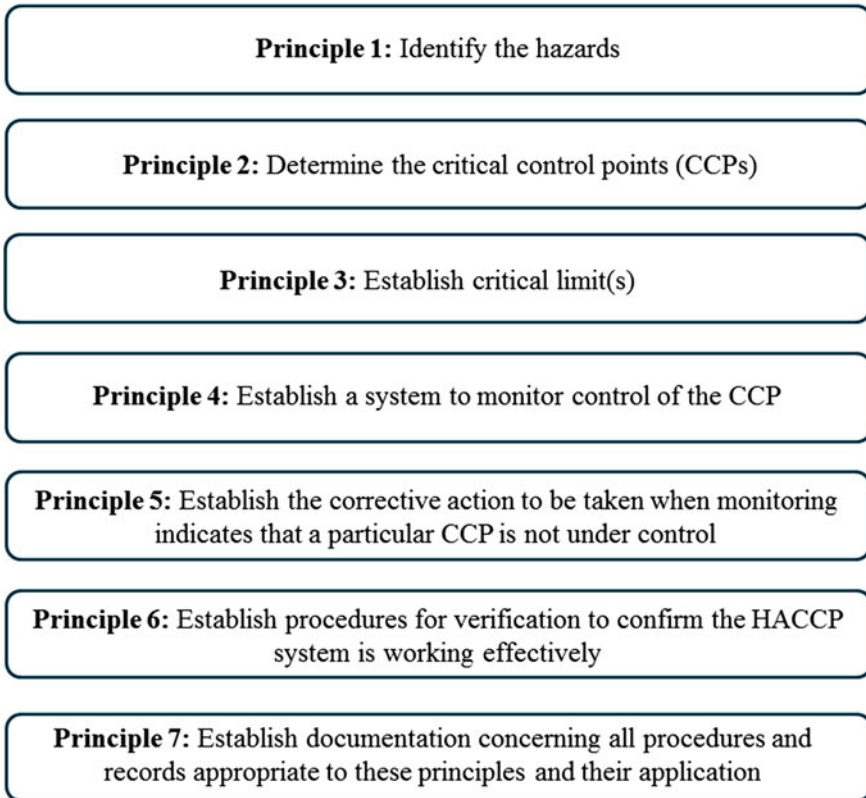 Principle 1: Identify the hazards
Principle 2: Determine the critical control points (CCPs)
Principle 3: Establish critical limit(s)
Principle 4: Establish a system to monitor control of the CCP
Principle 5: Establish the corrective action to be taken when monitoring
indicates that a particular CCP is not under control
Principle 6: Establish procedures for verification to confirm the HACCP
system is working effectively
Principle 7: Establish documentation concerning all procedures and
records appropriate to these principles and their application